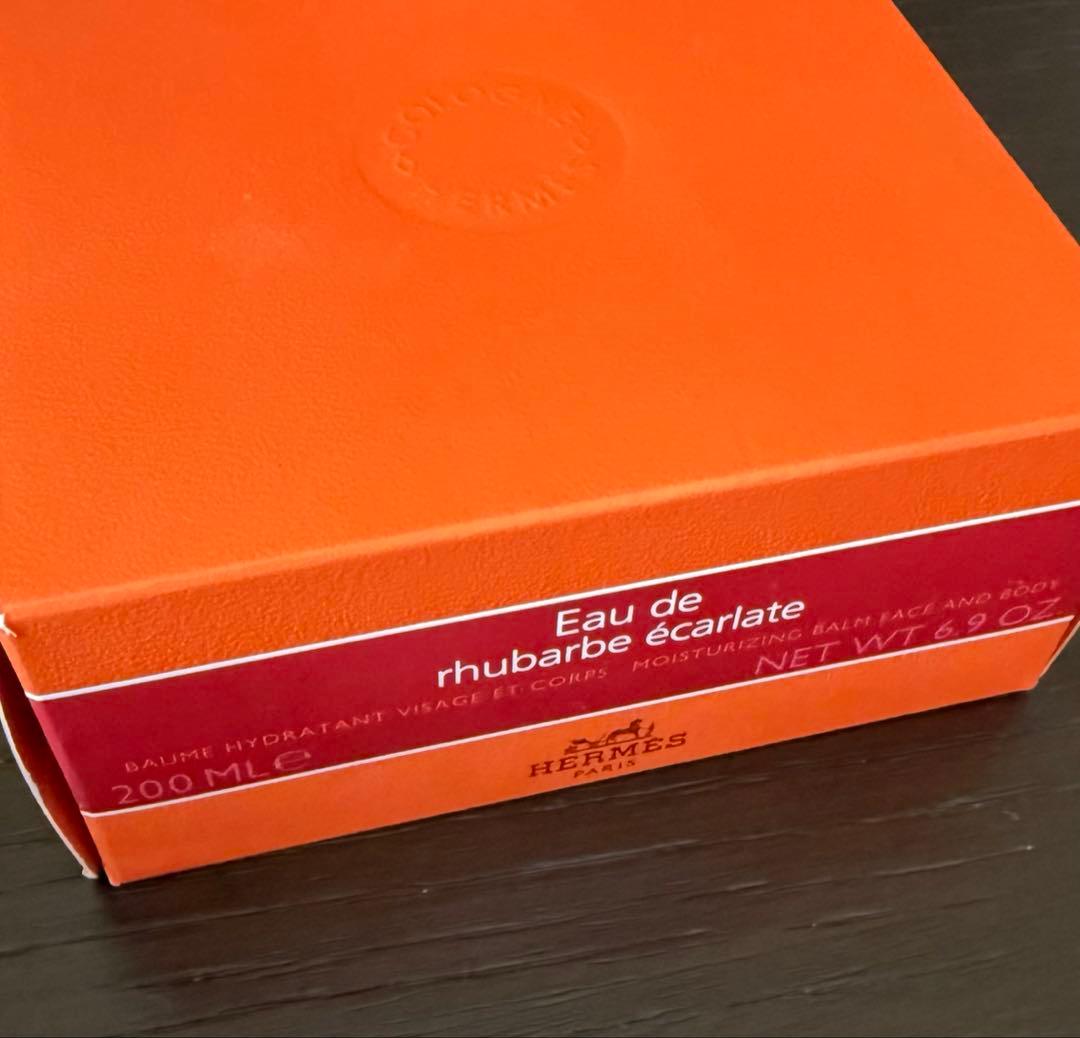 COLOGNE
HERMÈS
Eau de
rhubarbe écarlate
BAUME HYDRATANT VISAGE ET CORPS MOISTURIZING BALM FACE AND BODY
200 ML ℮ NET WT 6.9 OZ.
HERMÈS
PARIS